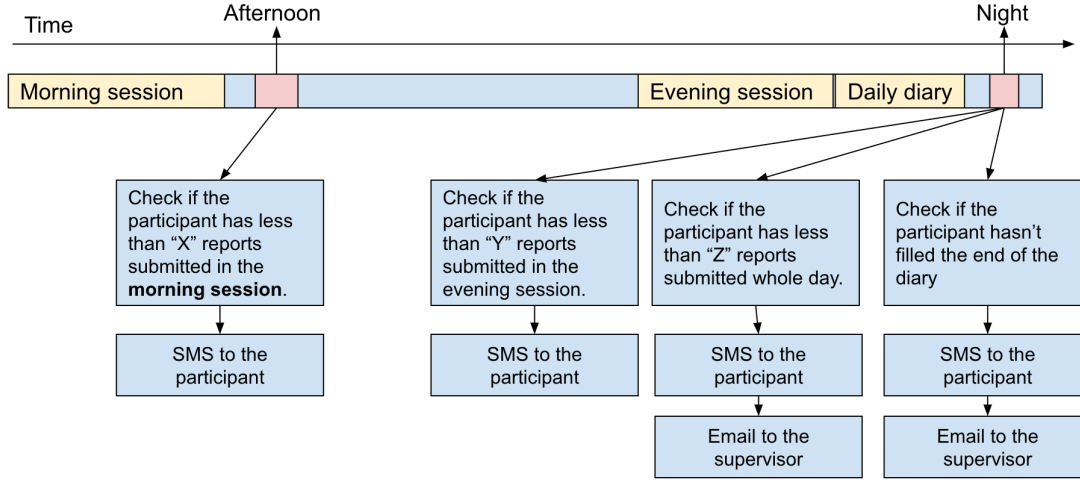 Time
Afternoon
Night
Morning session
Evening session
Daily diary
Check if the
participant has less
than “X” reports
submitted in the
morning session.
SMS to the
participant
Check if the
participant has less
than “Y” reports
submitted in the
evening session.
SMS to the
participant
Check if the
participant has less
than “Z” reports
submitted whole day.
SMS to the
participant
Email to the
supervisor
Check if the
participant hasn’t
filled the end of the
diary
SMS to the
participant
Email to the
supervisor